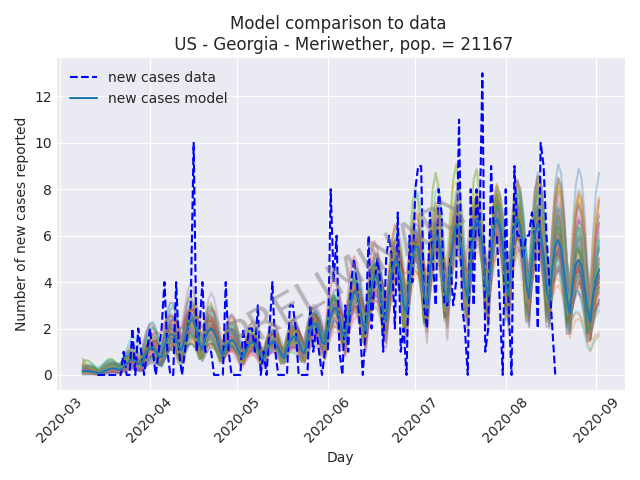 Model comparison to data
US - Georgia - Meriwether, pop. = 21167
new cases data
new cases model
PRELIMINARY
Number of new cases reported
12
10
8
6
4
2
0
2020-03
2020-04
2020-05
2020-06
2020-07
2020-08
2020-09
Day